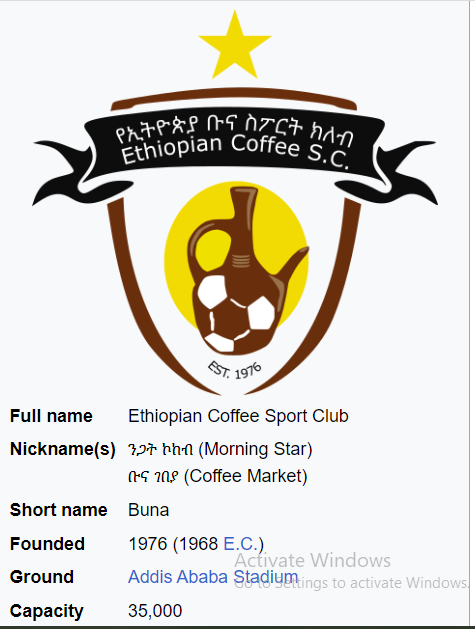 የኢትዮጵያ ቡና ስፖርት ክለብ
Ethiopian Coffee S.C.
EST. 1976
Full name Ethiopian Coffee Sport Club
Nickname(s) ንጋት ኮከብ (Morning Star)
ቡና ገበያ (Coffee Market)
Short name Buna
Founded 1976 (1968 E.C.)
Ground Addis Ababa Stadium
Capacity 35,000
Activate Windows
Go to Settings to activate Windows.